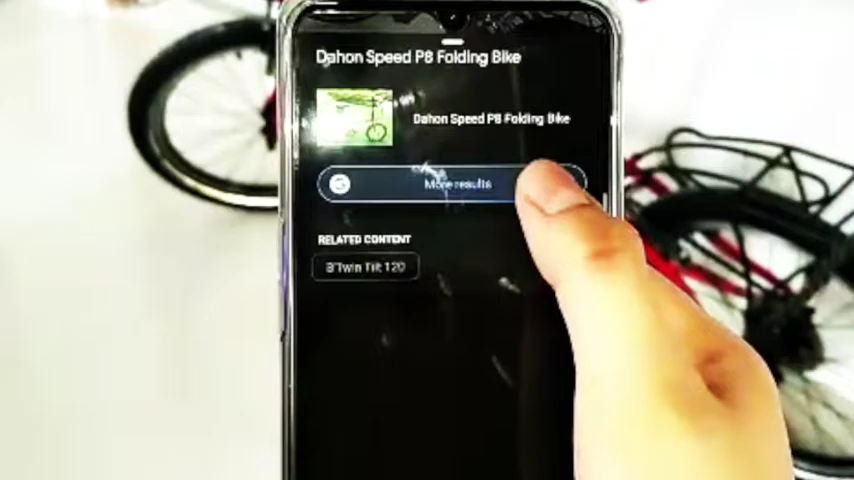 Dahon Speed P8 Folding Bike
Dahon Speed P8 Folding Bike
More results
RELATED CONTENT
B'Twin Tilt 120